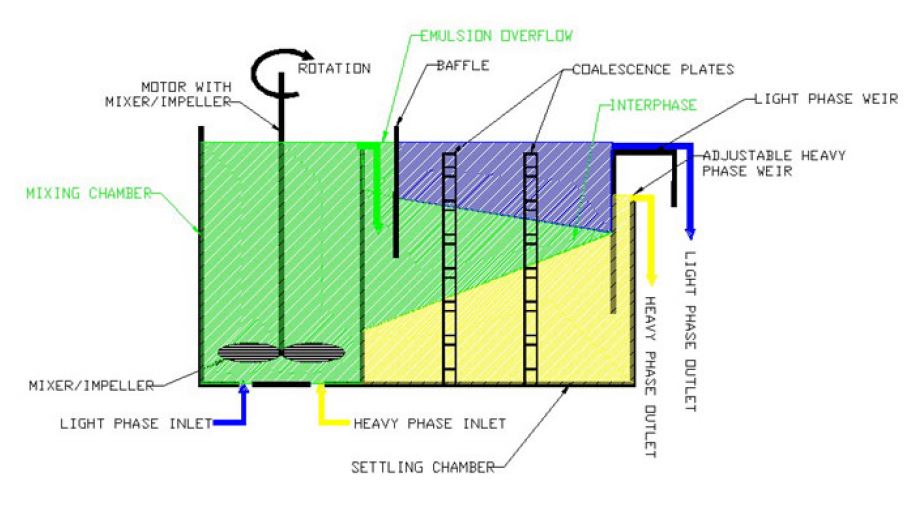 EMULSION OVERFLOW
ROTATION
BAFFLE
COALESCENCE PLATES
MOTOR WITH
MIXER/IMPELLER
INTERPHASE
LIGHT PHASE WEIR
ADJUSTABLE HEAVY
PHASE WEIR
MIXING CHAMBER
LIGHT PHASE OUTLET
HEAVY PHASE OUTLET
MIXER/IMPELLER
LIGHT PHASE INLET
HEAVY PHASE INLET
SETTLING CHAMBER